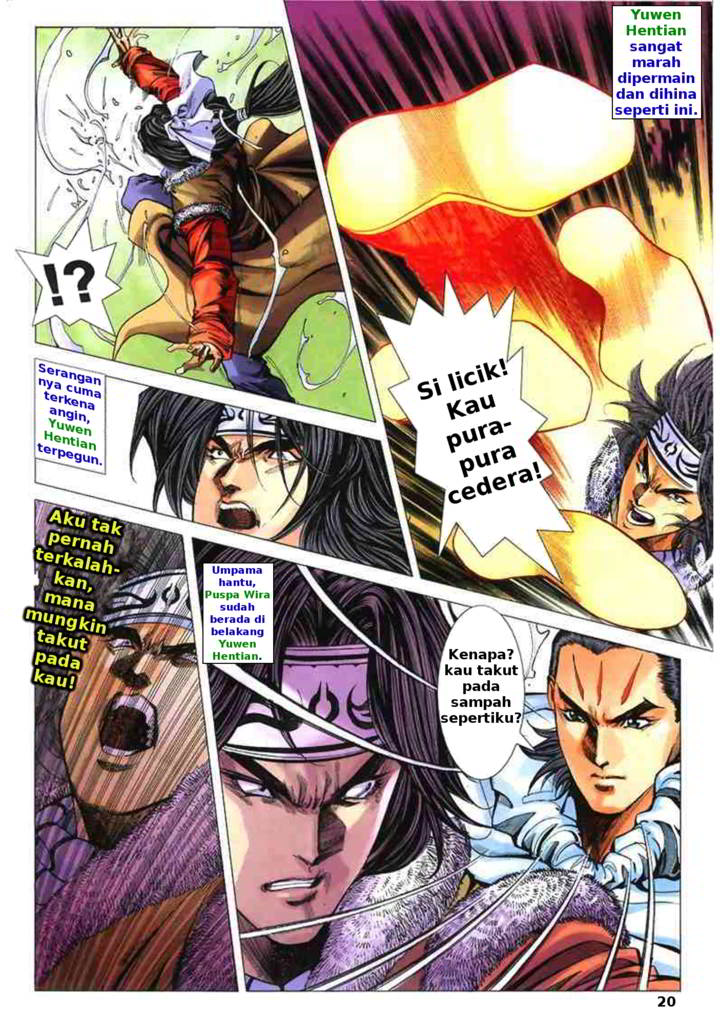 Yuwen
Hentian
sangat
marah
dipermain
dan dihina
seperti ini.
!?
Si licik!
Kau
pura-
pura
cedera!
Serangan
nya cuma
terkena
angin,
Yuwen
Hentian
terpegun.
Aku tak
pernah
terkalah-
kan,
mana
mungkin
takut
pada
kau!
Umpama
hantu,
Puspa Wira
sudah
berada di
belakang
Yuwen
Hentian.
Kenapa?
kau takut
pada
sampah
sepertiku?
20